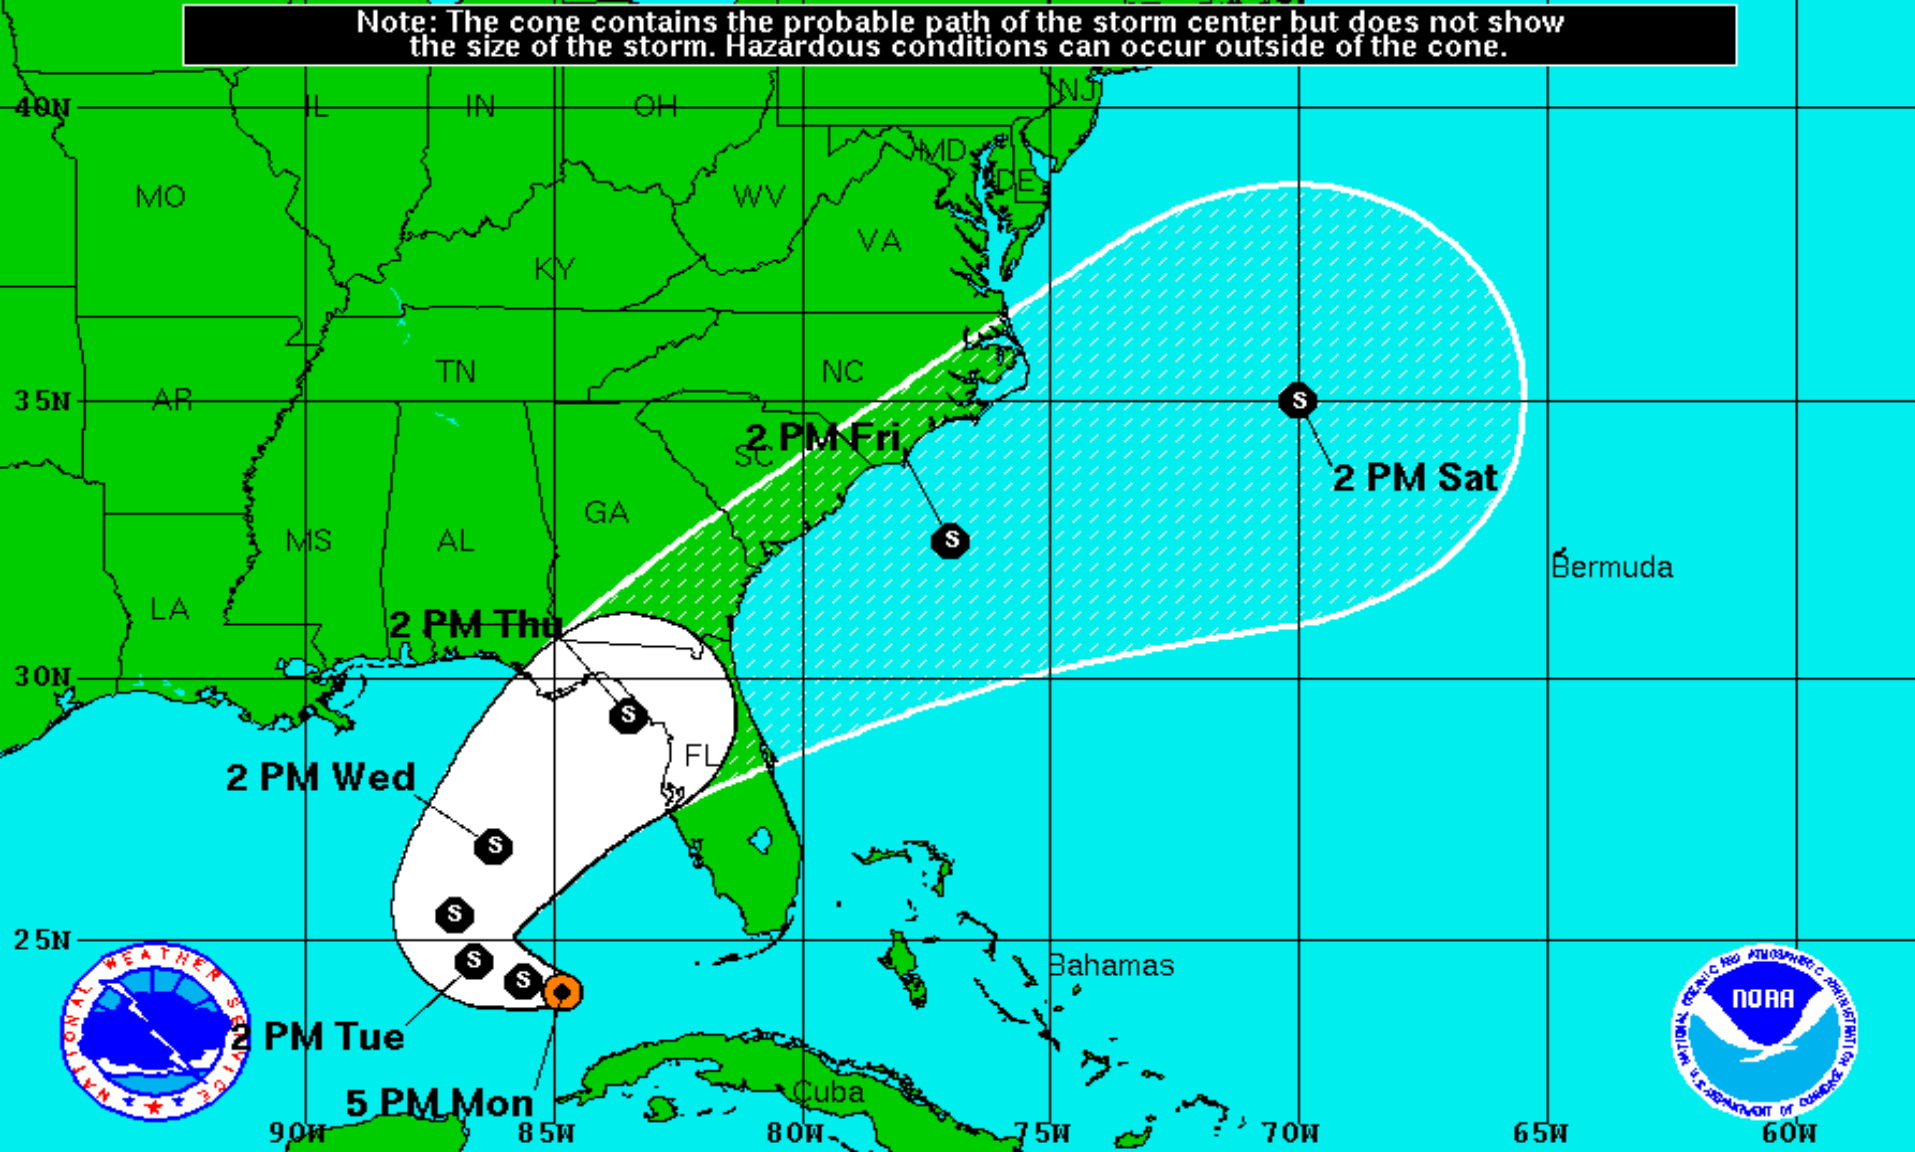 Note: The cone contains the probable path of the storm center but does not show
the size of the storm. Hazardous conditions can occur outside of the cone.
NJ
40N
IL
IN
OH
MD
DE
MO
WV
VA
KY
TN
NC
35N
AR
2 PM Fri
SC
S
2 PM Sat
GA
MS
AL
S
Bermuda
LA
2 PM Thu
30N
S
FL
2 PM Wed
S
S
25N
S
S
Bahamas
NATIONAL WEATHER SERVICE
NOAA
2 PM Tue
5 PM Mon
Cuba
90W
85W
80W
75W
70W
65W
60W